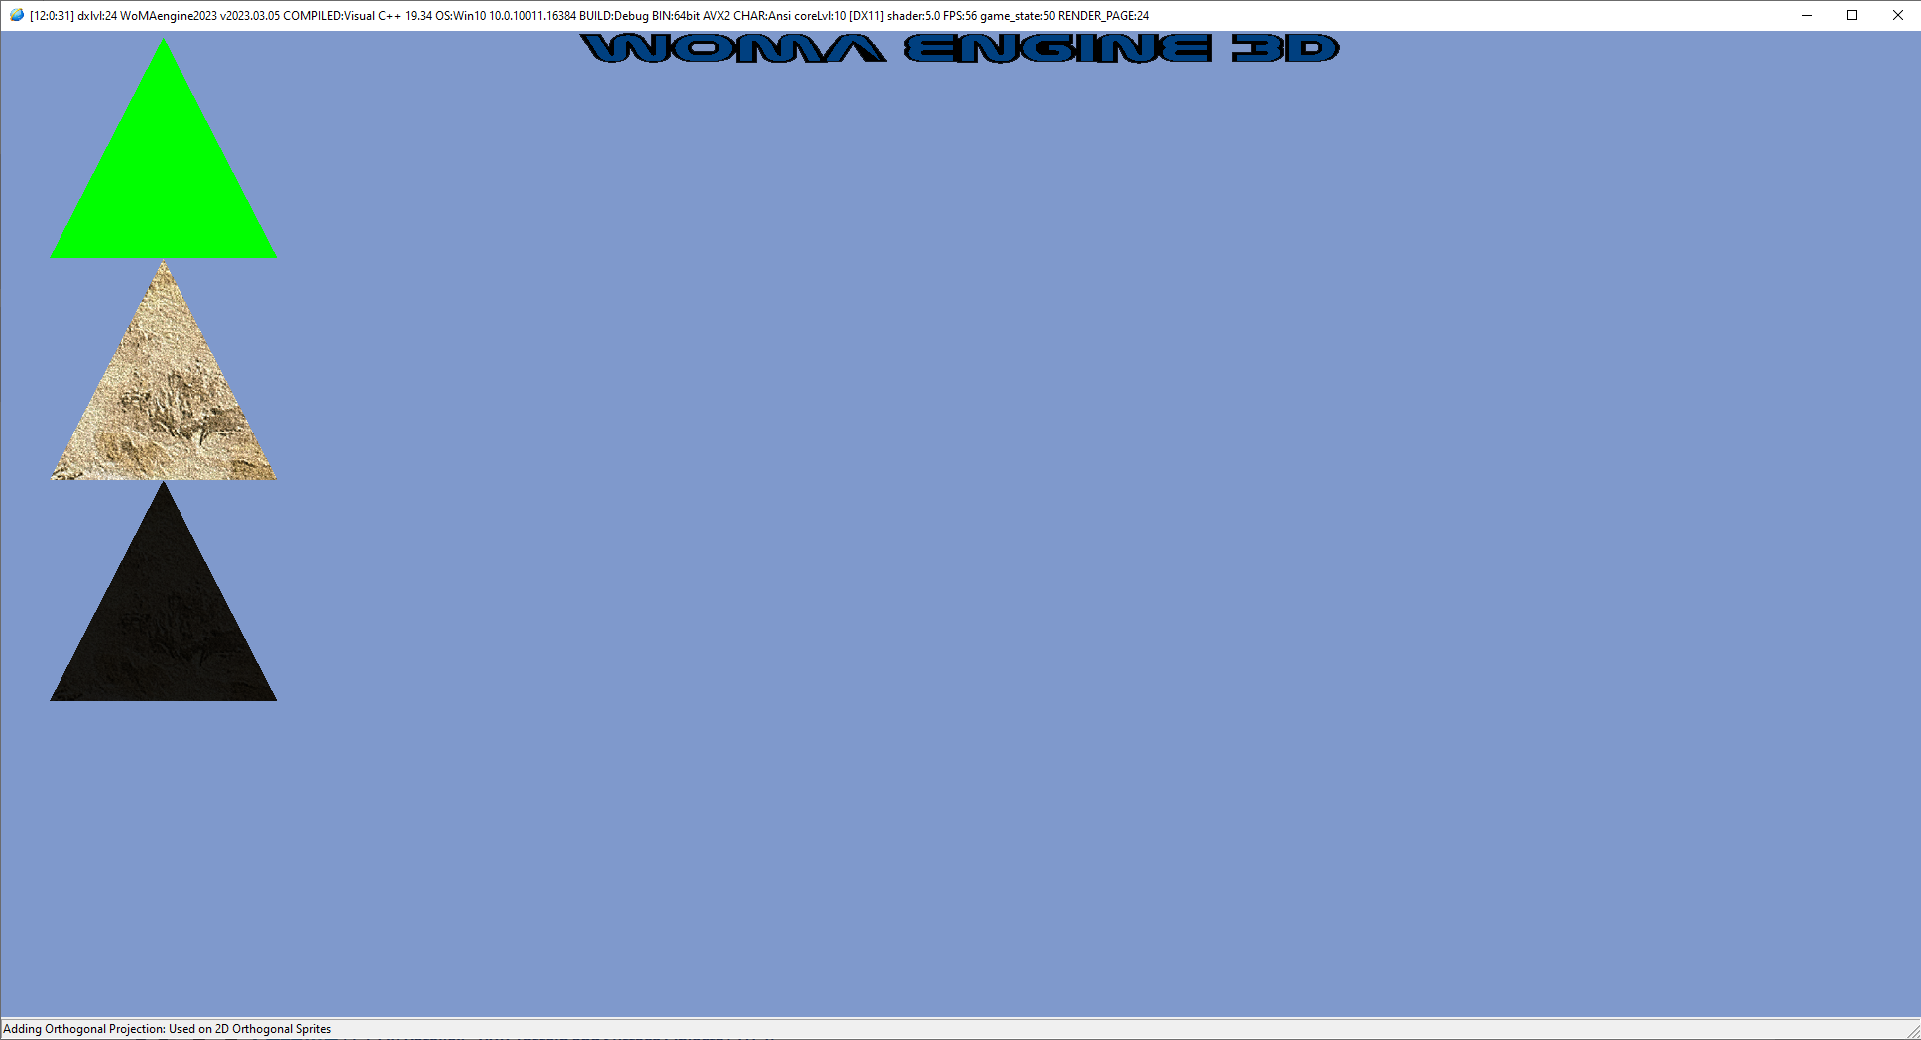 [12:0:31] dxlvl:24 WoMAengine2023 v2023.03.05 COMPILED:Visual C++ 19.34 OS:Win10 10.0.10011.16384 BUILD:Debug BIN:64bit AVX2 CHAR:Ansi coreLvl:10 [DX11] shader:5.0 FPS:56 game_state:50 RENDER_PAGE:24
WOMA ENGINE 3D
Adding Orthogonal Projection: Used on 2D Orthogonal Sprites